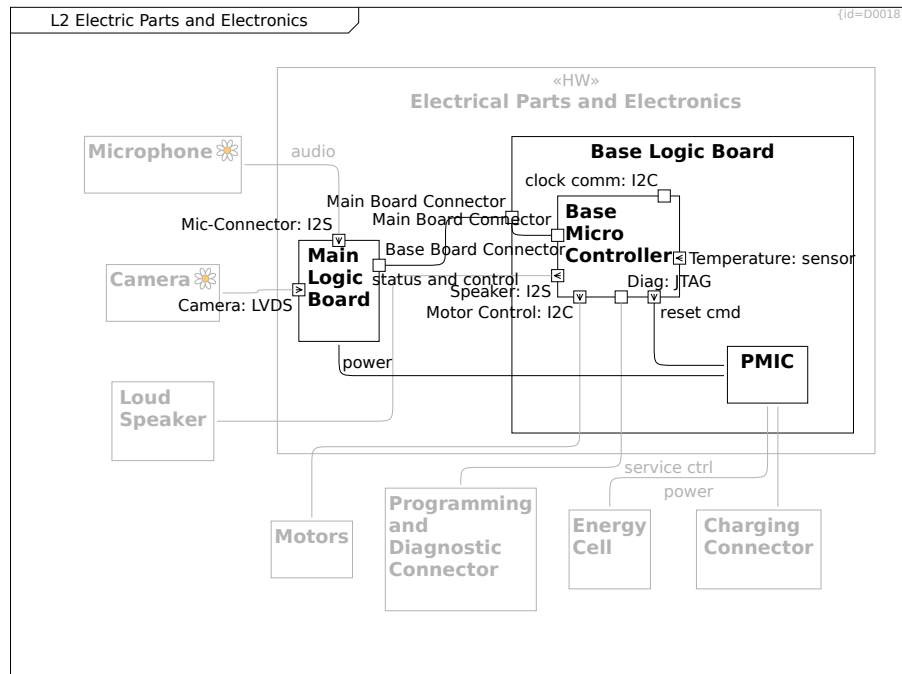 L2 Electric Parts and Electronics
{id=D0018
«HW»
Electrical Parts and Electronics
Microphone
audio
Base Logic Board
clock comm: I2C
Main Board Connector
Main Board Connector
Base
Micro
Controller
Mic-Connector: I2S
Main
Logic
Board
Base Board Connector
Temperature: sensor
Camera
status and control
Diag: JTAG
Speaker: I2S
Camera: LVDS
Motor Control: I2C
reset cmd
power
PMIC
Loud
Speaker
service ctrl
power
Programming
and
Diagnostic
Connector
Motors
Energy
Cell
Charging
Connector